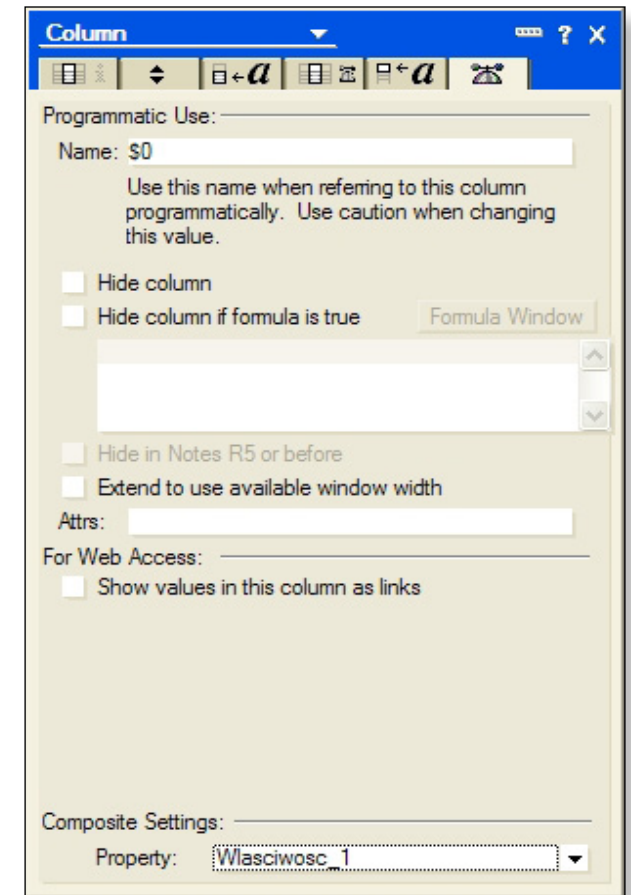 Column
?
a
a
Programmatic Use:
Name: $0
Use this name when referring to this column
programmatically. Use caution when changing
this value.
Hide column
Hide column if formula is true Formula Window
Hide in Notes R5 or before
Extend to use available window width
Attrs:
For Web Access:
Show values in this column as links
Composite Settings:
Property: Wlasciwosc_1